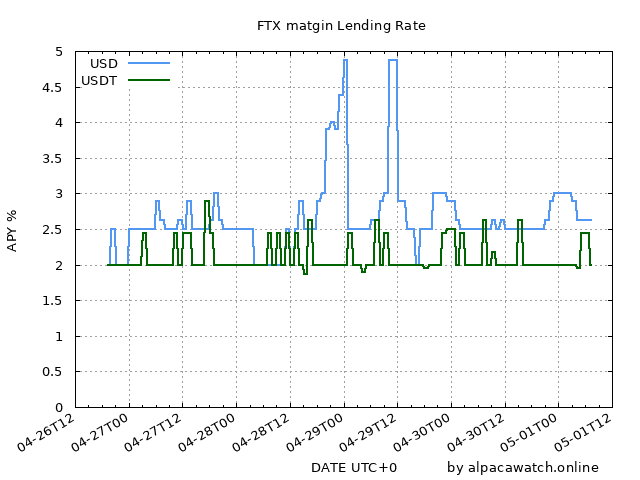 FTX matgin Lending Rate
USD
USDT
5
4.5
4
3.5
3
2.5
2
1.5
1
0.5
0
APY %
04-26T12
04-27T00
04-27T12
04-28T00
04-28T12
04-29T00
04-29T12
04-30T00
04-30T12
05-01T00
05-01T12
DATE UTC+0
by alpacawatch.online